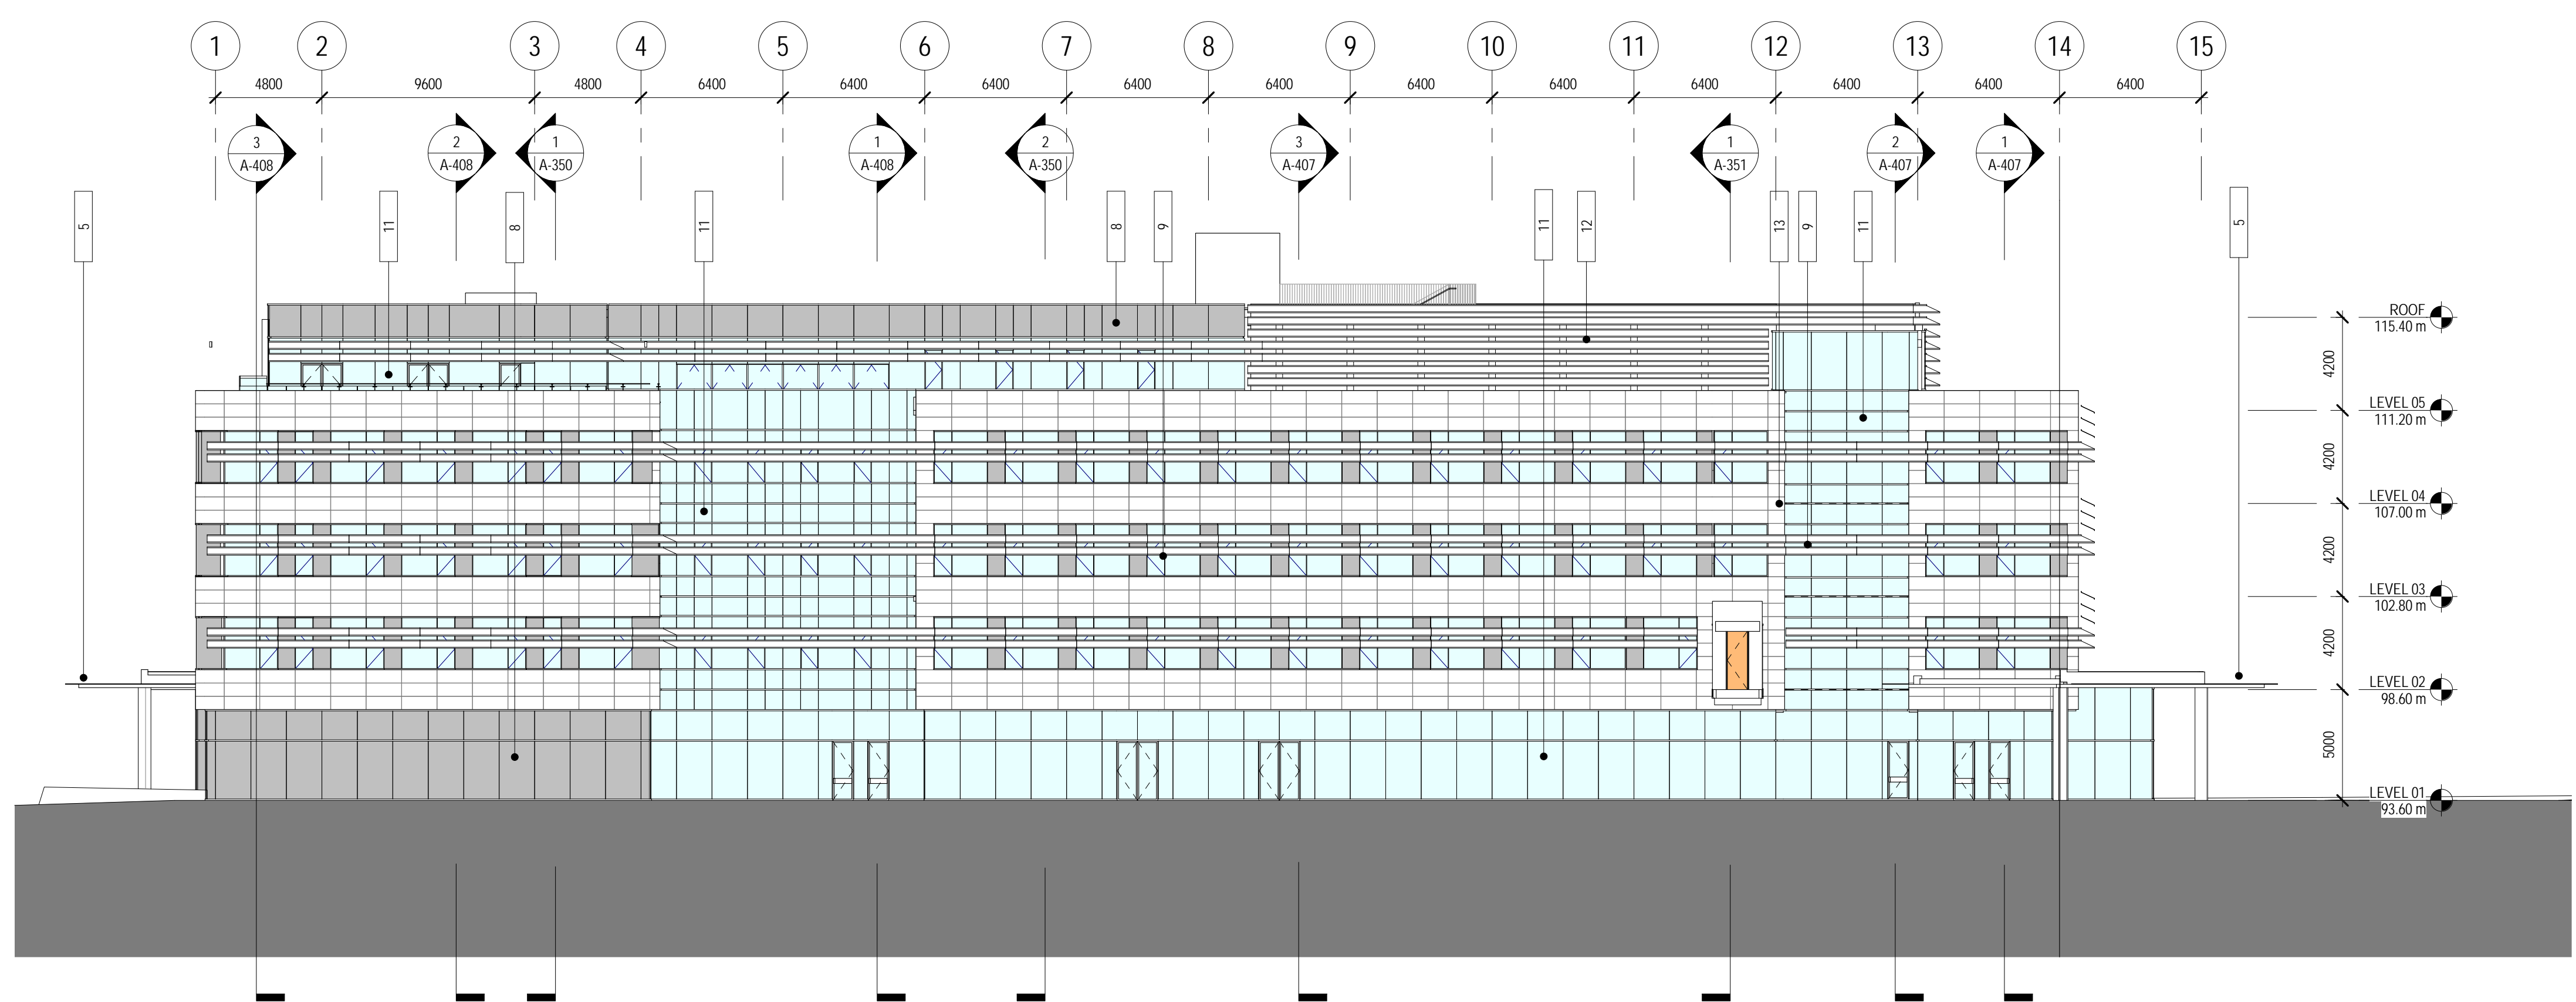 1 2 3 4 5 6 7 8 9 10 11 12 13 14 15
4800 9600 4800 6400 6400 6400 6400 6400 6400 6400 6400 6400 6400 6400
3 2 1 1 2 3 1 2 1
A-408 A-408 A-350 A-408 A-350 A-407 A-351 A-407 A-407
5 11 8 11 8 9 11 12 13 9 11 5
ROOF
115.40 m
4200
LEVEL 05
111.20 m
4200
LEVEL 04
107.00 m
4200
LEVEL 03
102.80 m
4200
LEVEL 02
98.60 m
5000
LEVEL 01
93.60 m